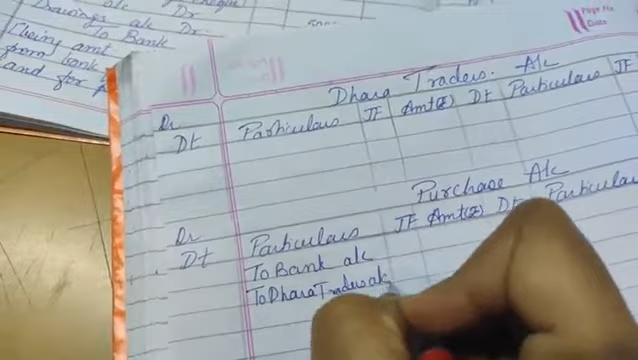 Drawings a/c Dr
To Bank
[being amt
from bank
and for
Page No
Date
Dhara Traders. A/c
Dr
Dt Particulars JF Amt(₹) Dt Particulars JF
Purchase A/c
Dr
Dt Particulars JF Amt(₹) Dt Particulars
To Bank a/c
To Dhara Traders a/c